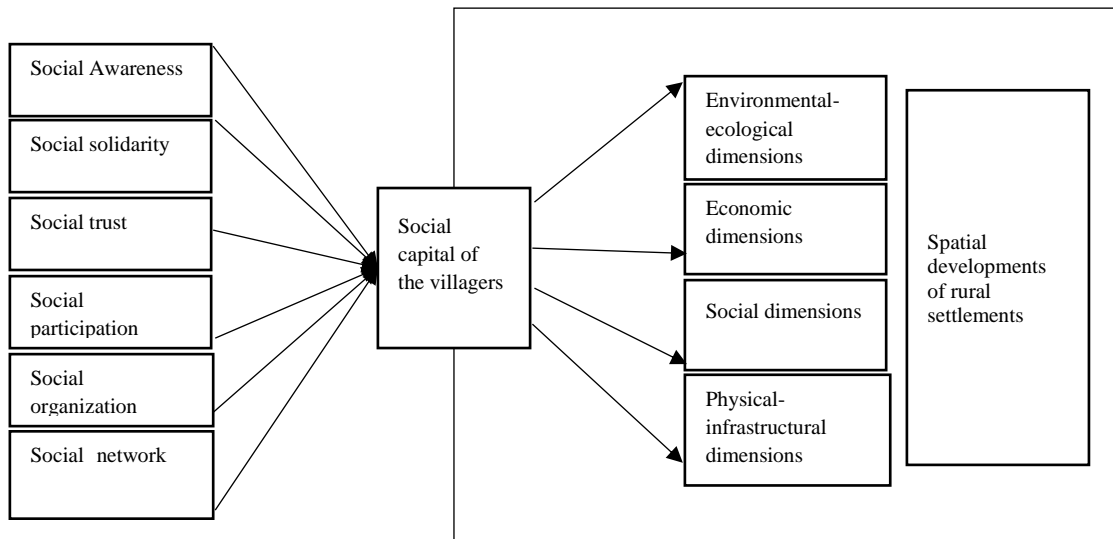 Social Awareness
Social solidarity
Social trust
Social
participation
Social
organization
Social network
Social
capital of
the villagers
Environmental-
ecological
dimensions
Economic
dimensions
Social dimensions
Physical-
infrastructural
dimensions
Spatial
developments
of rural
settlements